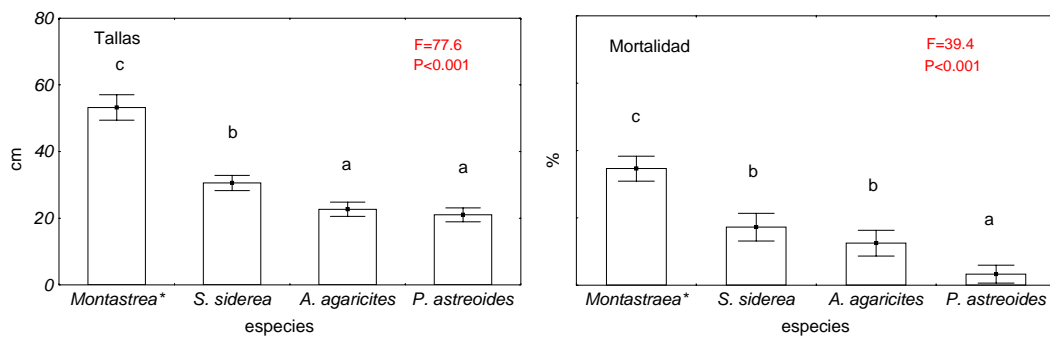 Tallas
F=77.6
P<0.001
80
60
40
20
0
cm
c
b
a
a
Montastrea* S. siderea A. agaricites P. astreoides
especies
Mortalidad
F=39.4
P<0.001
%
c
b
b
a
Montastraea* S. siderea A. agaricites P. astreoides
especies